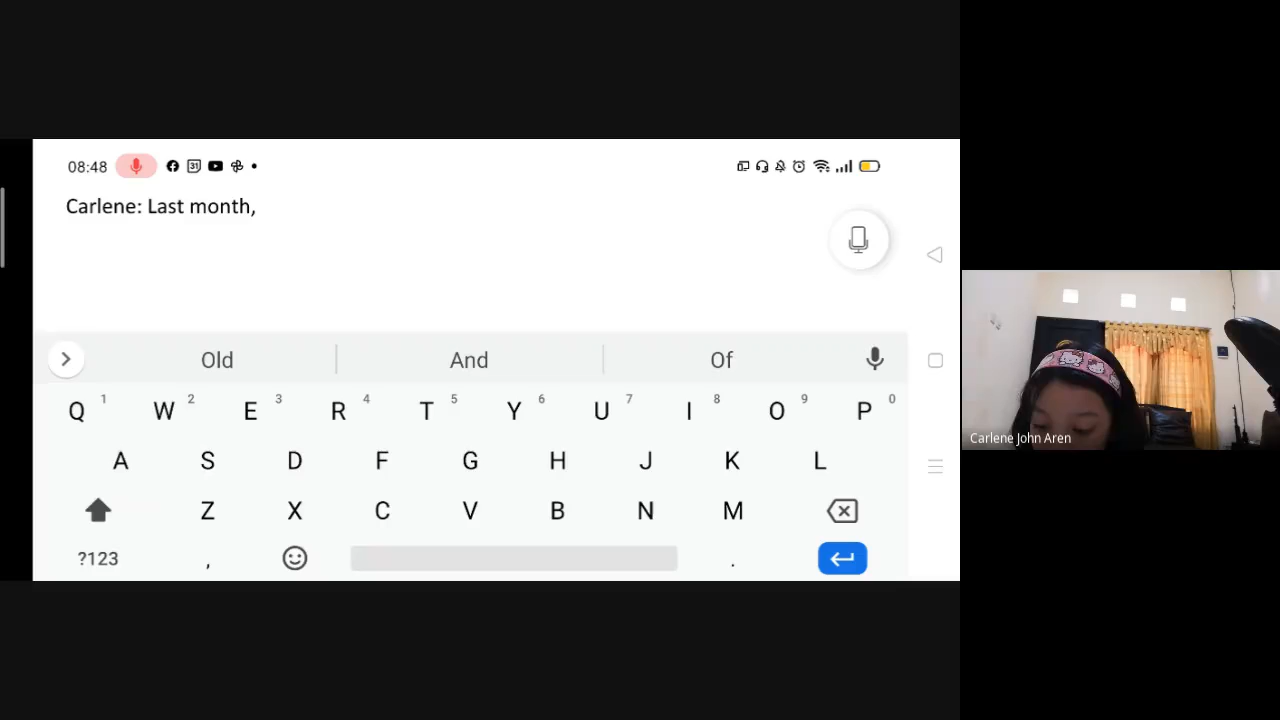 08:48 31
Carlene: Last month,
Old And Of
Q 1 W 2 E 3 R 4 T 5 Y 6 U 7 I 8 O 9 P 0
A S D F G H J K L
Z X C V B N M
?123 , .
Carlene John Aren